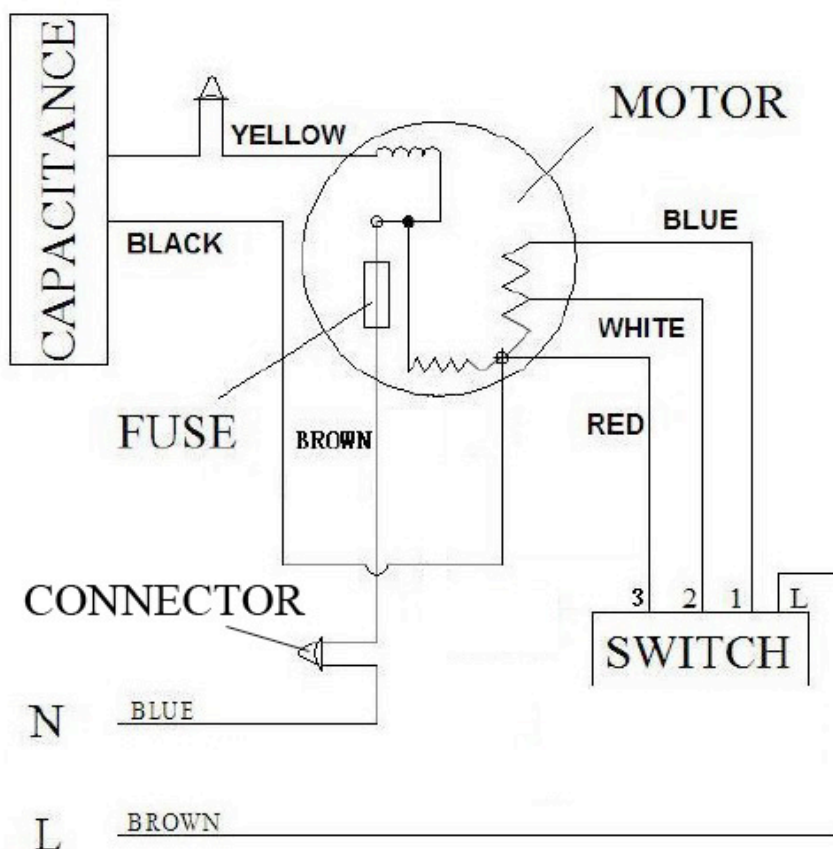 CAPACITANCE
YELLOW
MOTOR
BLACK
BLUE
WHITE
FUSE
BROWN
RED
CONNECTOR
3 2 1 L
SWITCH
N BLUE
L BROWN